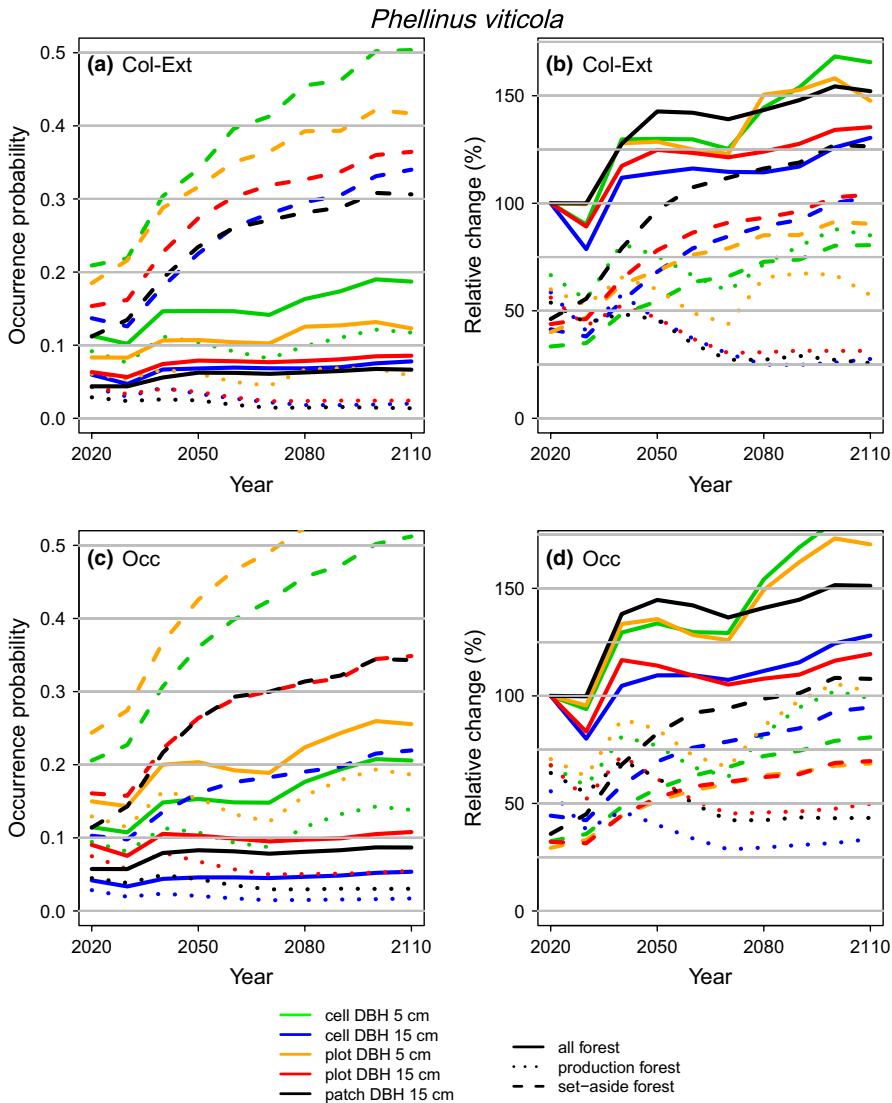 Phellinus viticola
(a) Col-Ext
Occurrence probability
0.5
0.4
0.3
0.2
0.1
0.0
2020 2050 2080 2110
Year
(b) Col-Ext
Relative change (%)
150
100
50
0
2020 2050 2080 2110
Year
(c) Occ
Occurrence probability
0.5
0.4
0.3
0.2
0.1
0.0
2020 2050 2080 2110
Year
(d) Occ
Relative change (%)
150
100
50
0
2020 2050 2080 2110
Year
cell DBH 5 cm
cell DBH 15 cm
plot DBH 5 cm
plot DBH 15 cm
patch DBH 15 cm
all forest
production forest
set−aside forest